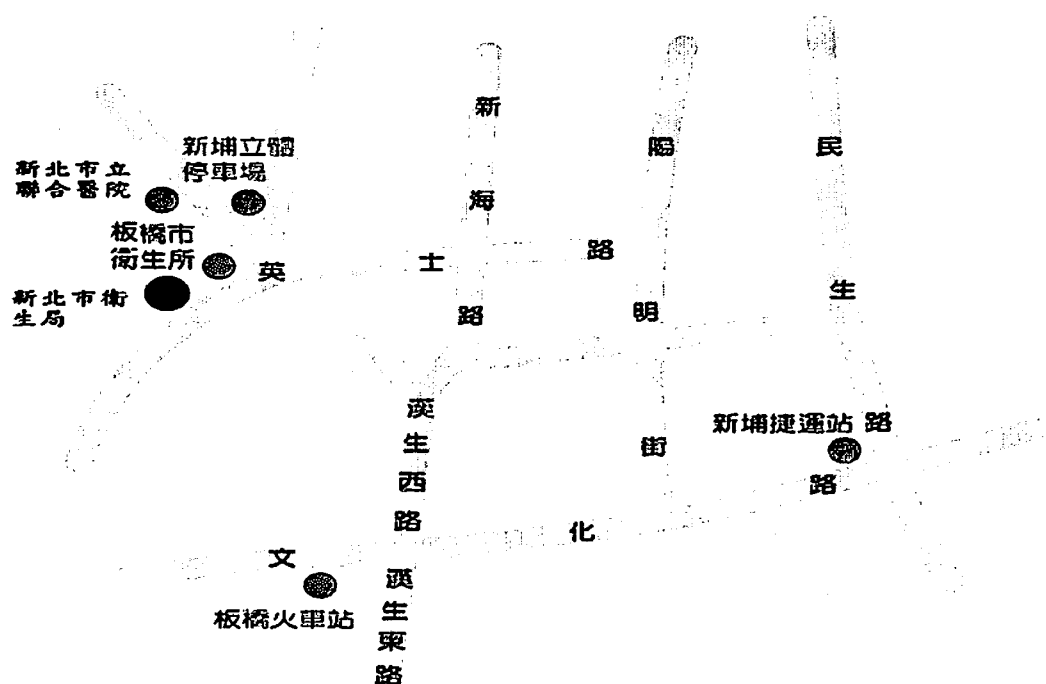 新北市立
聯合醫院
新埔立體
停車場
板橋市
衛生所
新北市衛
生局
英士路
新海路
陽明街
民生路
漢生西路
漢生東路
新埔捷運站
文化路
板橋火車站